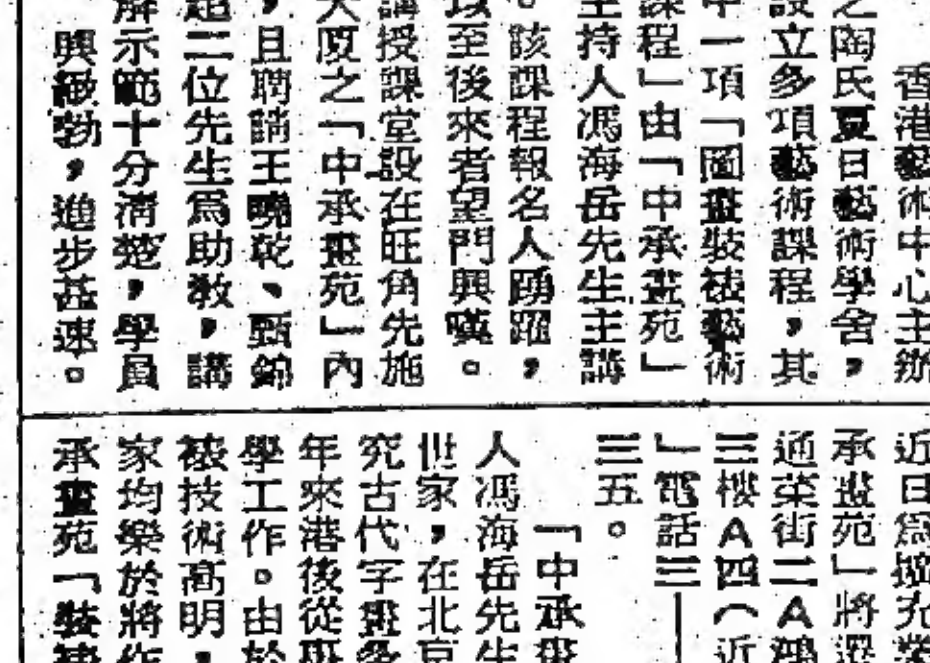 香港藝術中心主辦
之陶氏夏日藝術學舍，
設立多項藝術課程，其
中一項「圖畫裝裱藝術
課程」由「中承畫苑」
主持人馮海岳先生主講
。該課程報名人踴躍，
以至後來者望門興嘆。
講授課堂設在旺角先施
大厦之「中承畫苑」內
，且聘請王曉乾、甄錦
超二位先生爲助敎，講
解示範十分清楚，學員
興緻勃，進步甚速。
近日爲擴充業
承畫苑」將遷
通菜街二A鴻
三樓A四（近
」電話三｜
三五。
「中承畫
人馮海岳先生
世家，在北京
究古代字畫多
年來港後從事
學工作。由於
裱技術高明，
家均樂於將作
承畫苑「裝裱